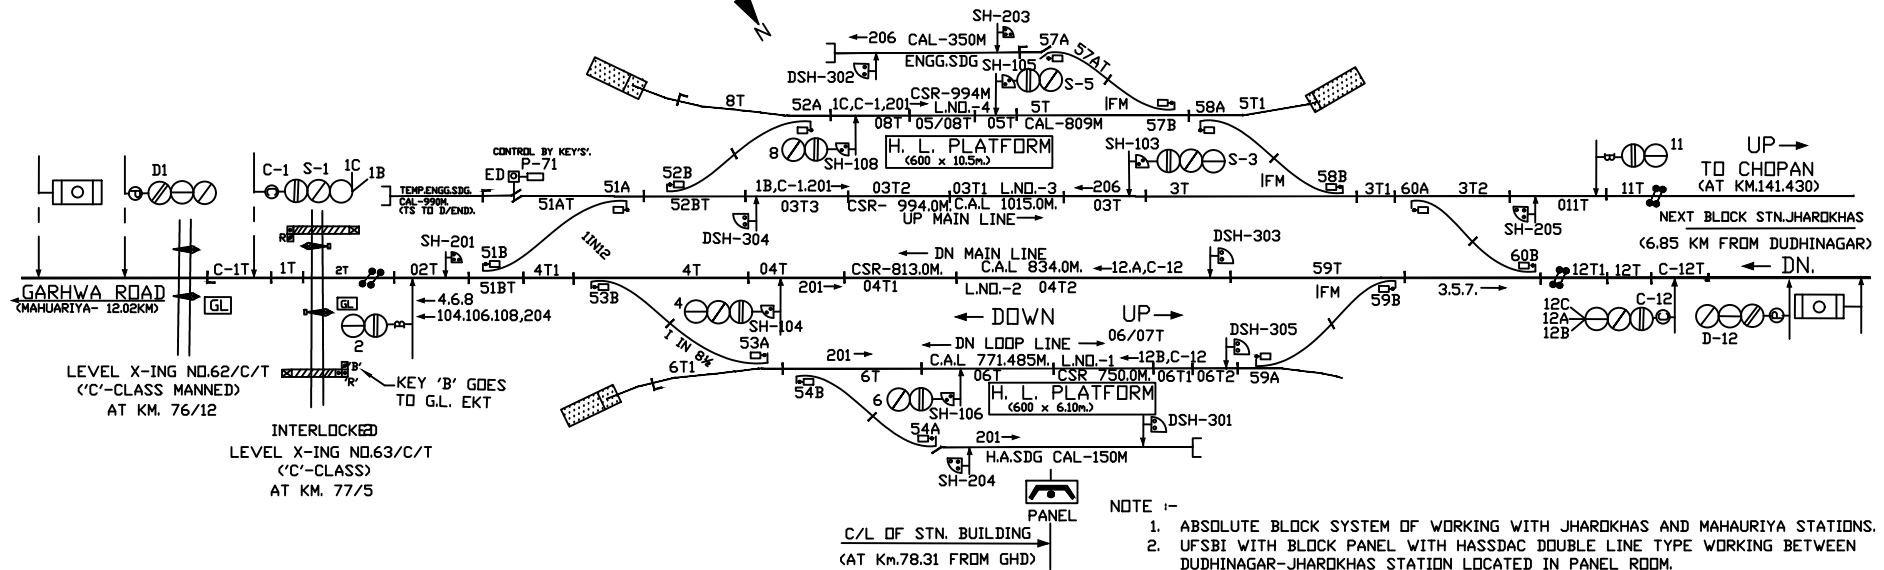 N
SH-203
←206 CAL-350M
57A
57AT
ENGG.SDG
SH-105
DSH-302
S-5
8T
52A
1C,C-1,201→
CSR-994M
L.NO.-4
5T
IFM
58A
5T1
08T
05/08T
05T
CAL-809M
57B
H. L. PLATFORM
(600 x 10.5m.)
8
SH-108
SH-103
S-3
11
UP→
TO CHOPAN
(AT KM.141.430)
CONTROL BY KEY'S'.
P-71
ED
52B
IFM
58B
D1
C-1
S-1
1C
1B
TEMP.ENGG.SDG.
CAL-990M.
(TS TO D/END).
51A
1B,C-1.201→
03T2
03T1
L.NO.-3
←206
3T
3T1
60A
3T2
11T
51AT
52BT
03T3
CSR- 994.0M.
C.A.L 1015.0M.
03T
011T
UP MAIN LINE→
NEXT BLOCK STN.JHAROKHAS
(6.85 KM FROM DUDHINAGAR)
R
SH-201
1IN12
DSH-304
DSH-303
SH-205
51B
←DN MAIN LINE
60B
C-1T
1T
2T
02T
4T1
4T
04T
CSR-813.0M.
C.A.L 834.0M.
←12.A,C-12
59T
12T1
12T
C-12T
← DN.
GARHWA ROAD
(MAHUARIYA- 12.02KM)
GL
GL
51BT
53B
201→
04T1
L.NO.-2
04T2
IFM
59B
3.5.7.→
←4.6.8
←104.106.108,204
2
4
SH-104
← DOWN
UP →
DSH-305
12C
12A
12B
C-12
D-12
1 IN 8½
53A
←DN LOOP LINE→
06/07T
201→
C.A.L 771.485M.
L.NO.-1
←12B,C-12
LEVEL X-ING NO.62/C/T
('C'-CLASS MANNED)
AT KM. 76/12
'B'
'R'
KEY 'B' GOES
TO G.L. EKT
6T1
6T
06T
CSR 750.0M.
06T1
06T2
59A
54B
H. L. PLATFORM
(600 x 6.10m.)
6
SH-106
DSH-301
INTERLOCKED
LEVEL X-ING NO.63/C/T
('C'-CLASS)
AT KM. 77/5
54A
201→
H.A.SDG CAL-150M
SH-204
PANEL
C/L OF STN. BUILDING
(AT Km.78.31 FROM GHD)
NOTE :-
1. ABSOLUTE BLOCK SYSTEM OF WORKING WITH JHAROKHAS AND MAHAURIYA STATIONS.
2. UFSBI WITH BLOCK PANEL WITH HASSDAC DOUBLE LINE TYPE WORKING BETWEEN
DUDHINAGAR-JHAROKHAS STATION LOCATED IN PANEL ROOM.